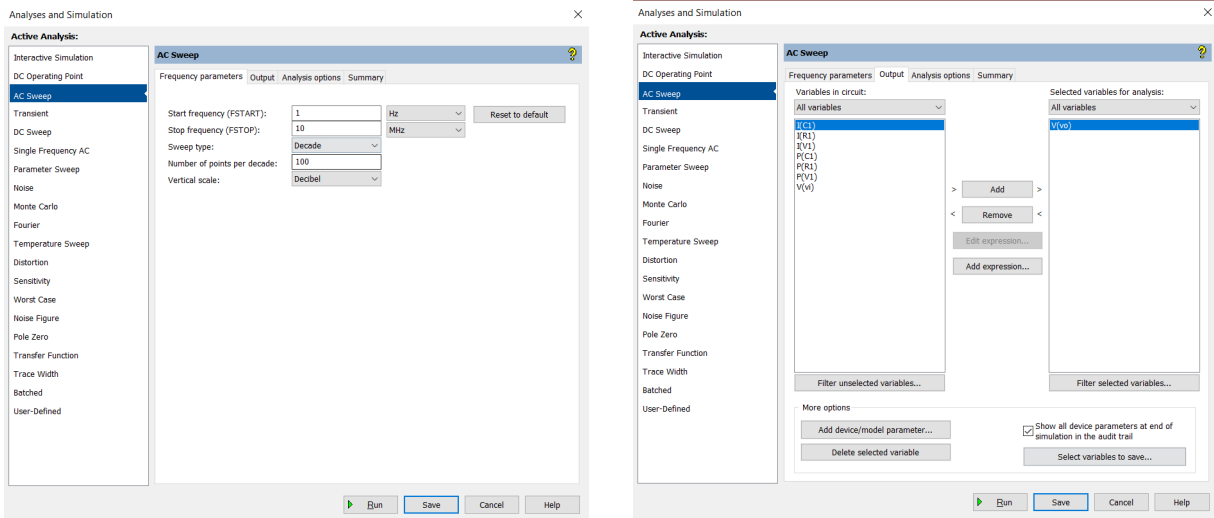 Analyses and Simulation
Active Analysis:
Interactive Simulation
DC Operating Point
AC Sweep
Transient
DC Sweep
Single Frequency AC
Parameter Sweep
Noise
Monte Carlo
Fourier
Temperature Sweep
Distortion
Sensitivity
Worst Case
Noise Figure
Pole Zero
Transfer Function
Trace Width
Batched
User-Defined
AC Sweep
Frequency parameters Output Analysis options Summary
Start frequency (FSTART): 1 Hz Reset to default
Stop frequency (FSTOP): 10 MHz
Sweep type: Decade
Number of points per decade: 100
Vertical scale: Decibel
Run Save Cancel Help
Analyses and Simulation
Active Analysis:
Interactive Simulation
DC Operating Point
AC Sweep
Transient
DC Sweep
Single Frequency AC
Parameter Sweep
Noise
Monte Carlo
Fourier
Temperature Sweep
Distortion
Sensitivity
Worst Case
Noise Figure
Pole Zero
Transfer Function
Trace Width
Batched
User-Defined
AC Sweep
Frequency parameters Output Analysis options Summary
Variables in circuit: Selected variables for analysis:
All variables All variables
I(C1) V(vo)
I(R1)
I(V1)
P(C1)
P(R1)
P(V1)
V(vi)
> Add >
< Remove <
Edit expression...
Add expression...
Filter unselected variables... Filter selected variables...
More options
Add device/model parameter... Show all device parameters at end of
simulation in the audit trail
Delete selected variable Select variables to save...
Run Save Cancel Help